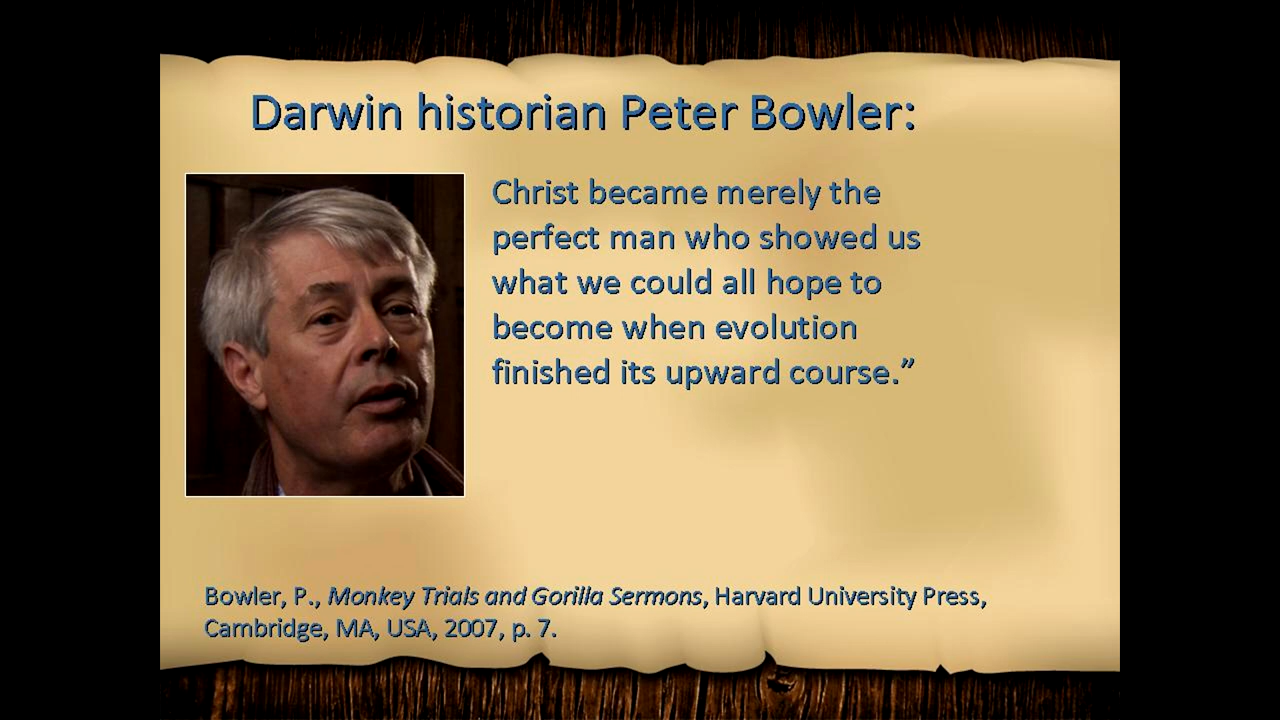 Darwin historian Peter Bowler:
Christ became merely the
perfect man who showed us
what we could all hope to
become when evolution
finished its upward course.”
Bowler, P., Monkey Trials and Gorilla Sermons, Harvard University Press,
Cambridge, MA, USA, 2007, p. 7.